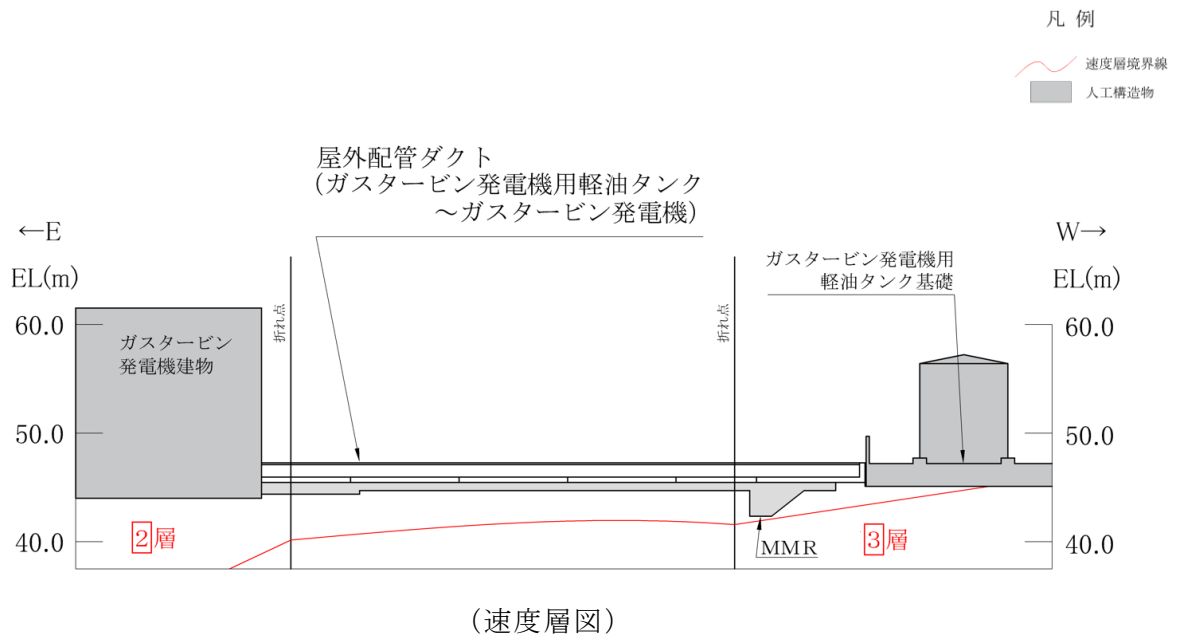 凡 例
速度層境界線
人工構造物
屋外配管ダクト
(ガスタービン発電機用軽油タンク
～ガスタービン発電機)
←E
W→
EL(m)
EL(m)
ガスタービン発電機用
軽油タンク基礎
折れ点
折れ点
60.0
60.0
ガスタービン
発電機建物
50.0
50.0
40.0
40.0
2層
3層
MMR
(速度層図)